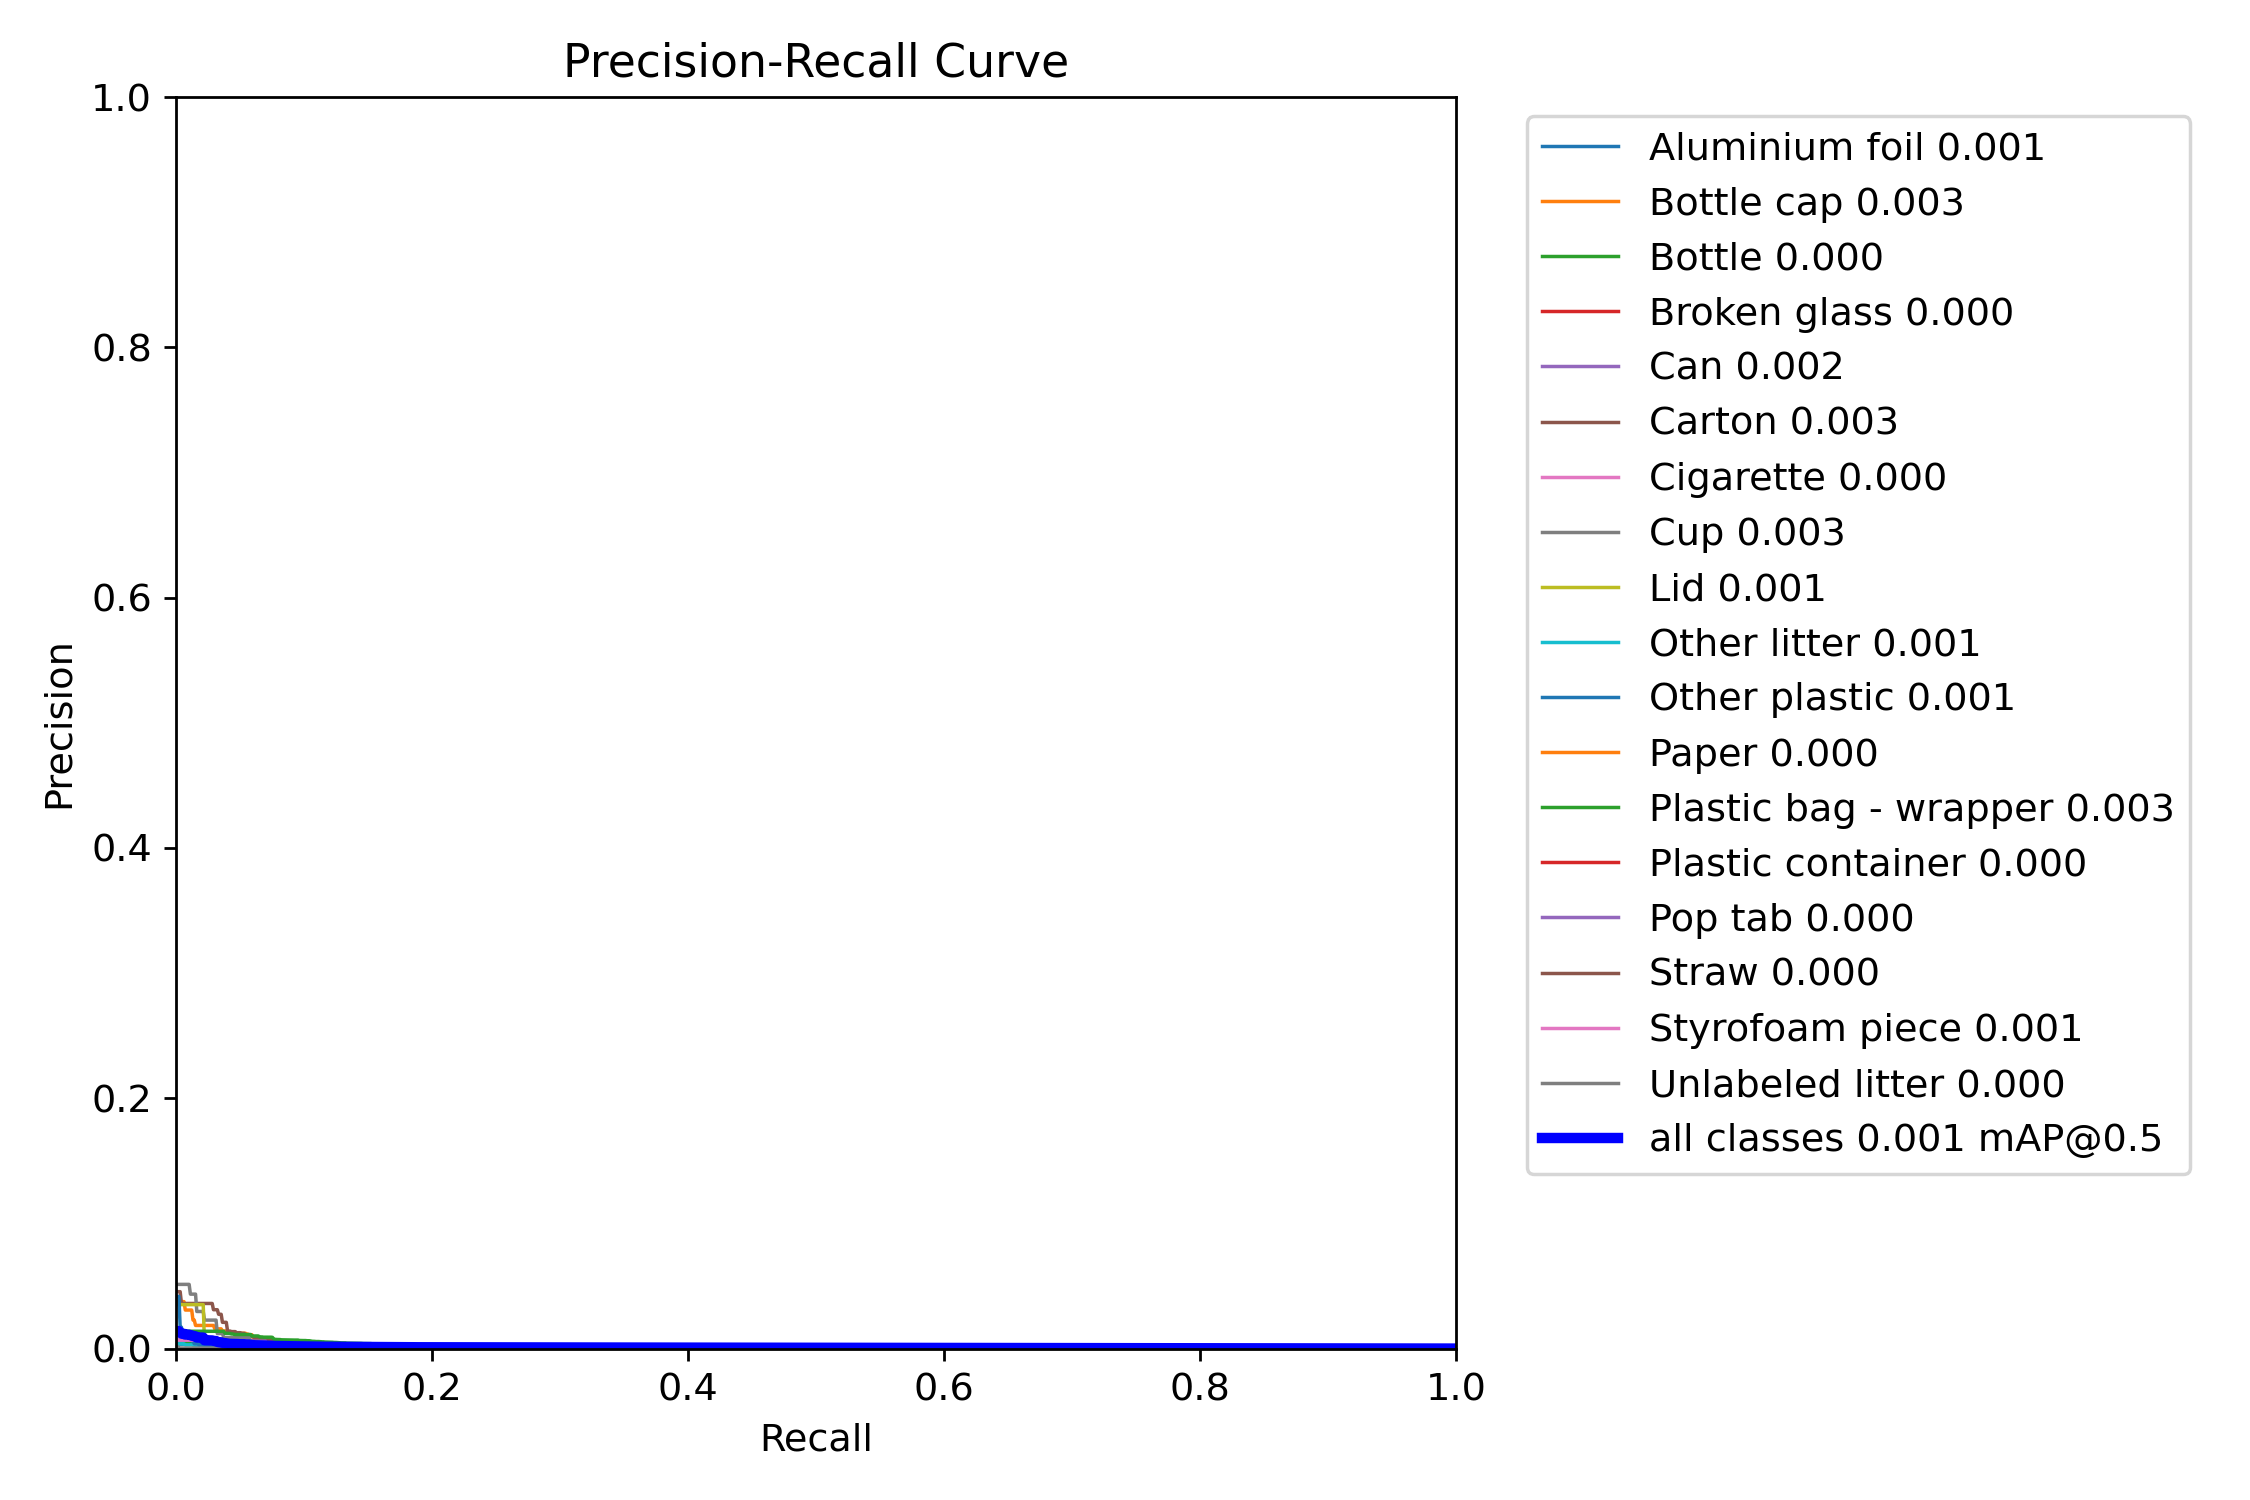 Precision-Recall Curve
1.0
0.8
0.6
0.4
0.2
0.0
Precision
0.0 0.2 0.4 0.6 0.8 1.0
Recall
Aluminium foil 0.001
Bottle cap 0.003
Bottle 0.000
Broken glass 0.000
Can 0.002
Carton 0.003
Cigarette 0.000
Cup 0.003
Lid 0.001
Other litter 0.001
Other plastic 0.001
Paper 0.000
Plastic bag - wrapper 0.003
Plastic container 0.000
Pop tab 0.000
Straw 0.000
Styrofoam piece 0.001
Unlabeled litter 0.000
all classes 0.001 mAP@0.5